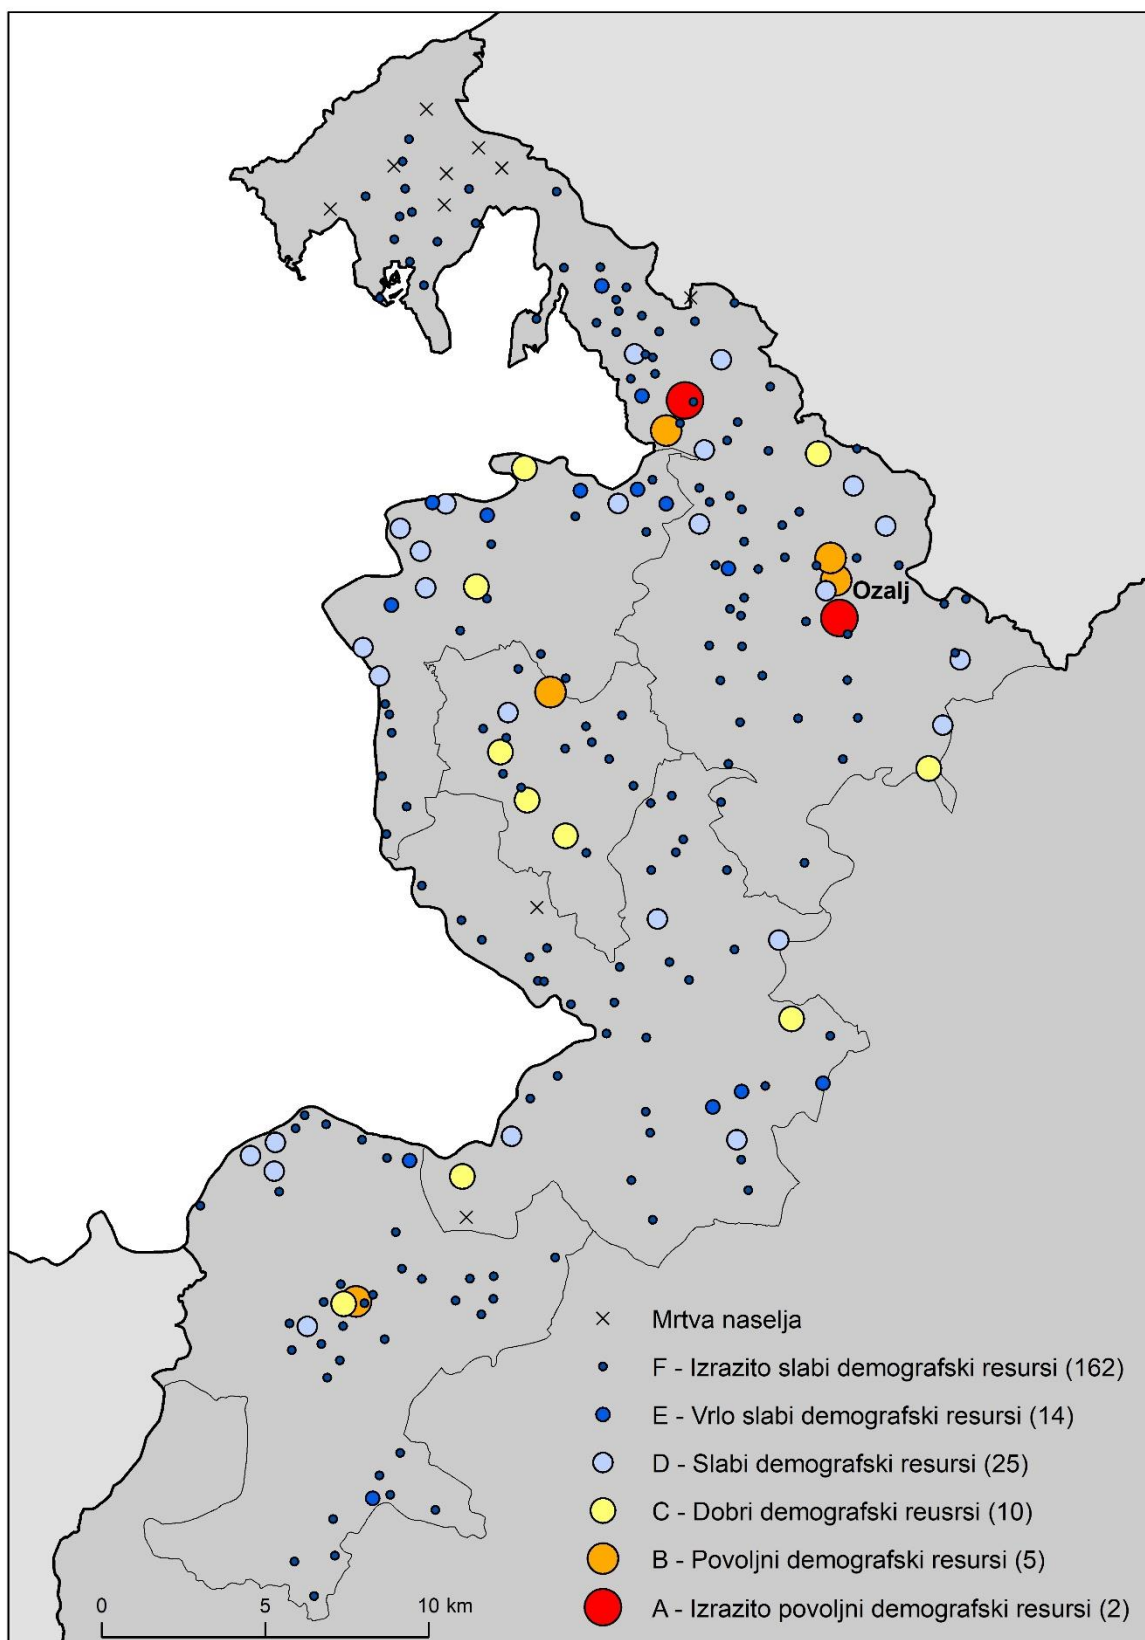 Ozalj
Mrtva naselja
F - Izrazito slabi demografski resursi (162)
E - Vrlo slabi demografski resursi (14)
D - Slabi demografski resursi (25)
C - Dobri demografski reusrsi (10)
B - Povoljni demografski resursi (5)
A - Izrazito povoljni demografski resursi (2)
0 5 10 km